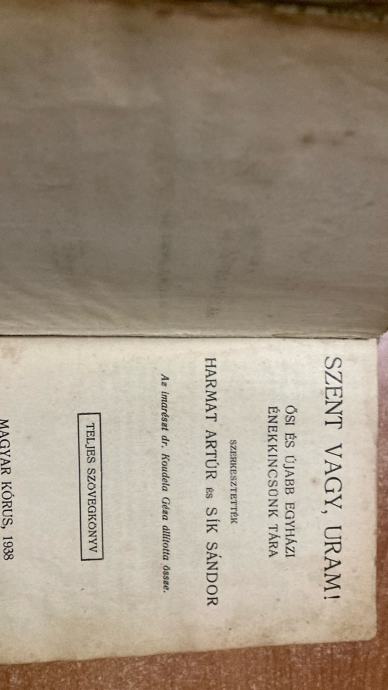 SZENT VAGY, URAM!
ŐSI ÉS ÚJABB EGYHÁZI
ÉNEKKINCSÜNK TÁRA
SZERKESZTETTÉK
HARMAT ARTÚR ÉS SÍK SÁNDOR
Az imarészt dr. Koudela Géza állította össze.
TELJES SZÖVEGKÖNYV
MAGYAR KÓRUS, 1938